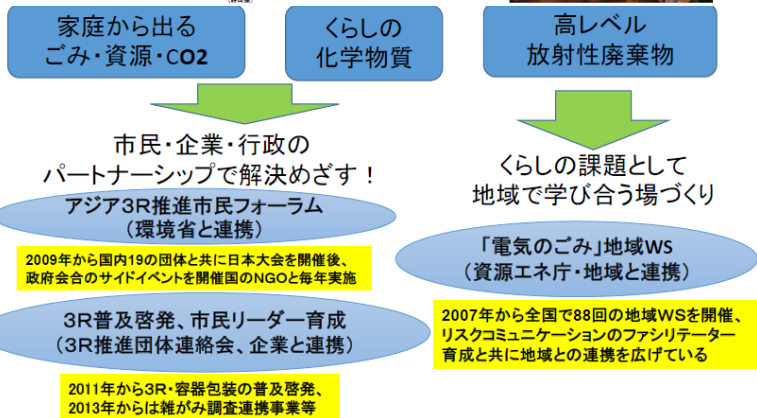 家庭から出る
ごみ・資源・CO2
くらしの
化学物質
高レベル
放射性廃棄物
市民・企業・行政の
パートナーシップで解決めざす！
くらしの課題として
地域で学び合う場づくり
アジア3R推進市民フォーラム
（環境省と連携）
2009年から国内19の団体と共に日本大会を開催後、
政府会合のサイドイベントを開催国のNGOと毎年実施
「電気のごみ」地域WS
（資源エネ庁・地域と連携）
3R普及啓発、市民リーダー育成
（3R推進団体連絡会、企業と連携）
2007年から全国で88回の地域WSを開催、
リスクコミュニケーションのファシリテーター
育成と共に地域との連携を広げている
2011年から3R・容器包装の普及啓発、
2013年からは雑がみ調査連携事業等